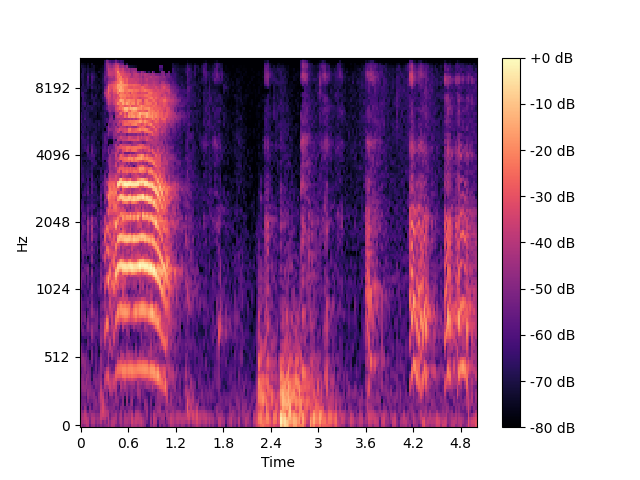 8192
4096
2048
1024
512
0
Hz
0 0.6 1.2 1.8 2.4 3 3.6 4.2 4.8
Time
+0 dB
-10 dB
-20 dB
-30 dB
-40 dB
-50 dB
-60 dB
-70 dB
-80 dB